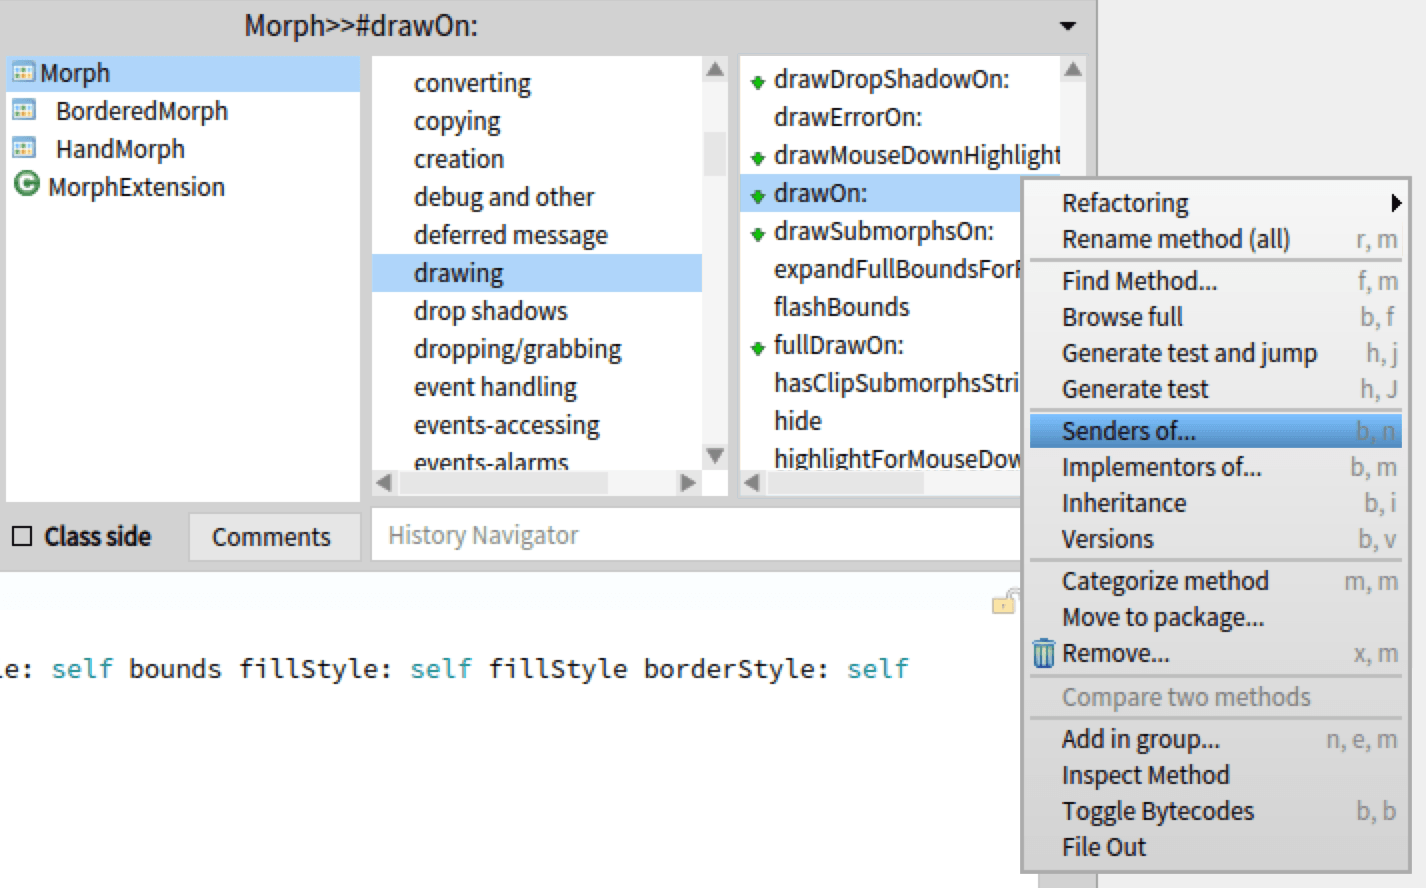 Morph>>#drawOn:
Morph
BorderedMorph
HandMorph
MorphExtension
converting
copying
creation
debug and other
deferred message
drawing
drop shadows
dropping/grabbing
event handling
events-accessing
events-alarms
drawDropShadowOn:
drawErrorOn:
drawMouseDownHighlight
drawOn:
drawSubmorphsOn:
expandFullBoundsForF
flashBounds
fullDrawOn:
hasClipSubmorphsStri
hide
highlightForMouseDow
Class side
Comments
History Navigator
le: self bounds fillStyle: self fillStyle borderStyle: self
Refactoring
Rename method (all) r, m
Find Method... f, m
Browse full b, f
Generate test and jump h, j
Generate test h, J
Senders of... b, n
Implementors of... b, m
Inheritance b, i
Versions b, v
Categorize method m, m
Move to package...
Remove... x, m
Compare two methods
Add in group... n, e, m
Inspect Method
Toggle Bytecodes b, b
File Out